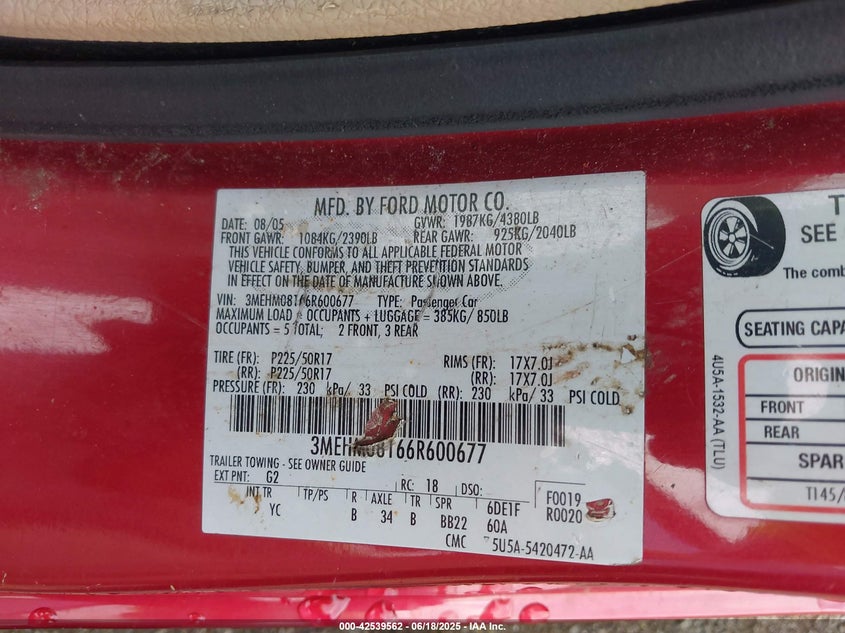 MFD. BY FORD MOTOR CO.
DATE: 08/05 GVWR: 1987KG/4380LB
FRONT GAWR: 1084KG/2390LB REAR GAWR: 925KG/2040LB
THIS VEHICLE CONFORMS TO ALL APPLICABLE FEDERAL MOTOR
VEHICLE SAFETY, BUMPER, AND THEFT PREVENTION STANDARDS
IN EFFECT ON THE DATE OF MANUFACTURE SHOWN ABOVE.
VIN: 3MEHM08166R600677 TYPE: Passenger Car
MAXIMUM LOAD = OCCUPANTS + LUGGAGE = 385KG/ 850LB
OCCUPANTS = 5 TOTAL, 2 FRONT, 3 REAR
TIRE (FR): P225/50R17 RIMS (FR): 17X7.0J
(RR): P225/50R17 (RR): 17X7.0J
PRESSURE (FR): 230 kPa/ 33 PSI COLD (RR): 230 kPa/ 33 PSI COLD
3MEHM08166R600677
TRAILER TOWING - SEE OWNER GUIDE
EXT PNT: G2 RC: 18 DSO: F0019
INT TR TP/PS R AXLE TR SPR 6DE1F R0020
YC B 34 B BB22 60A
CMC 5U5A-5420472-AA
4U5A-1532-AA (TLU)
SEE
The comb
SEATING CAPA
ORIGIN
FRONT
REAR
SPAR
T145/
000-42539562 - 06/18/2025 - IAA Inc.